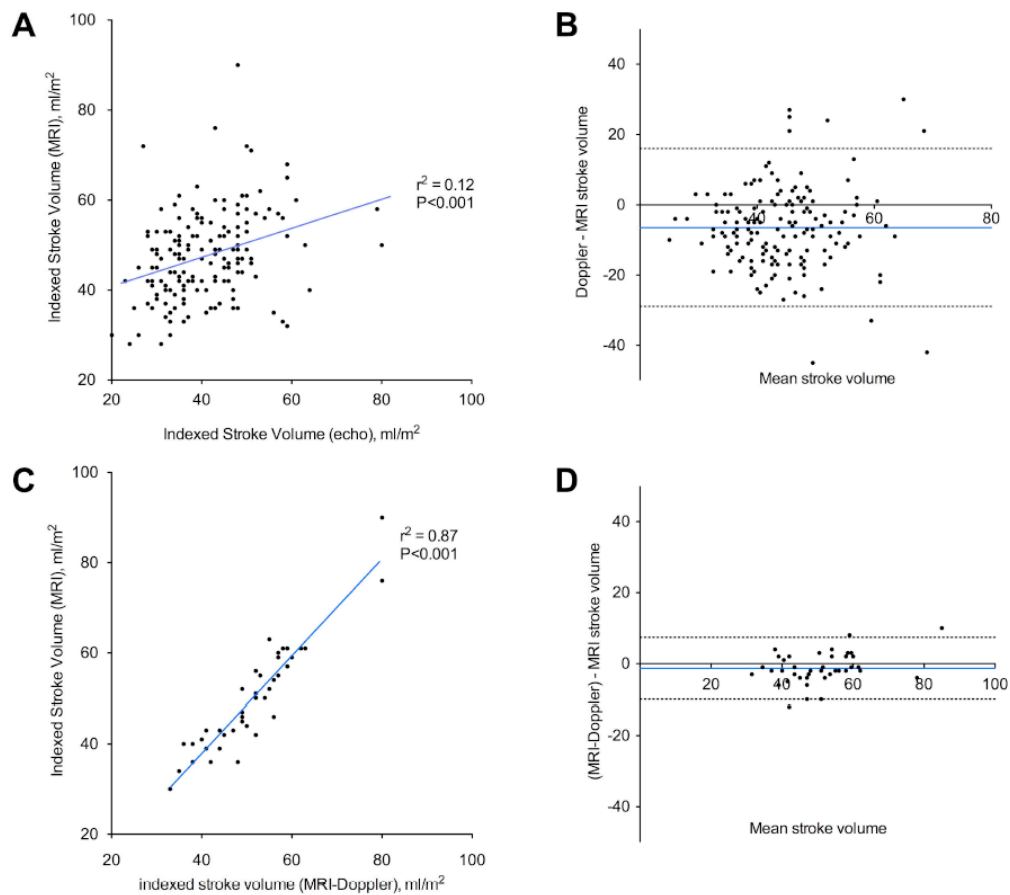 A
100
80
60
40
20
20
40
60
80
100
Indexed Stroke Volume (MRI), ml/m²
Indexed Stroke Volume (echo), ml/m²
r² = 0.12
P<0.001
B
40
20
0
-20
-40
40
60
80
Doppler - MRI stroke volume
Mean stroke volume
C
100
80
60
40
20
20
40
60
80
100
Indexed Stroke Volume (MRI), ml/m²
indexed stroke volume (MRI-Doppler), ml/m²
r² = 0.87
P<0.001
D
40
20
0
-20
-40
20
40
60
80
100
(MRI-Doppler) - MRI stroke volume
Mean stroke volume